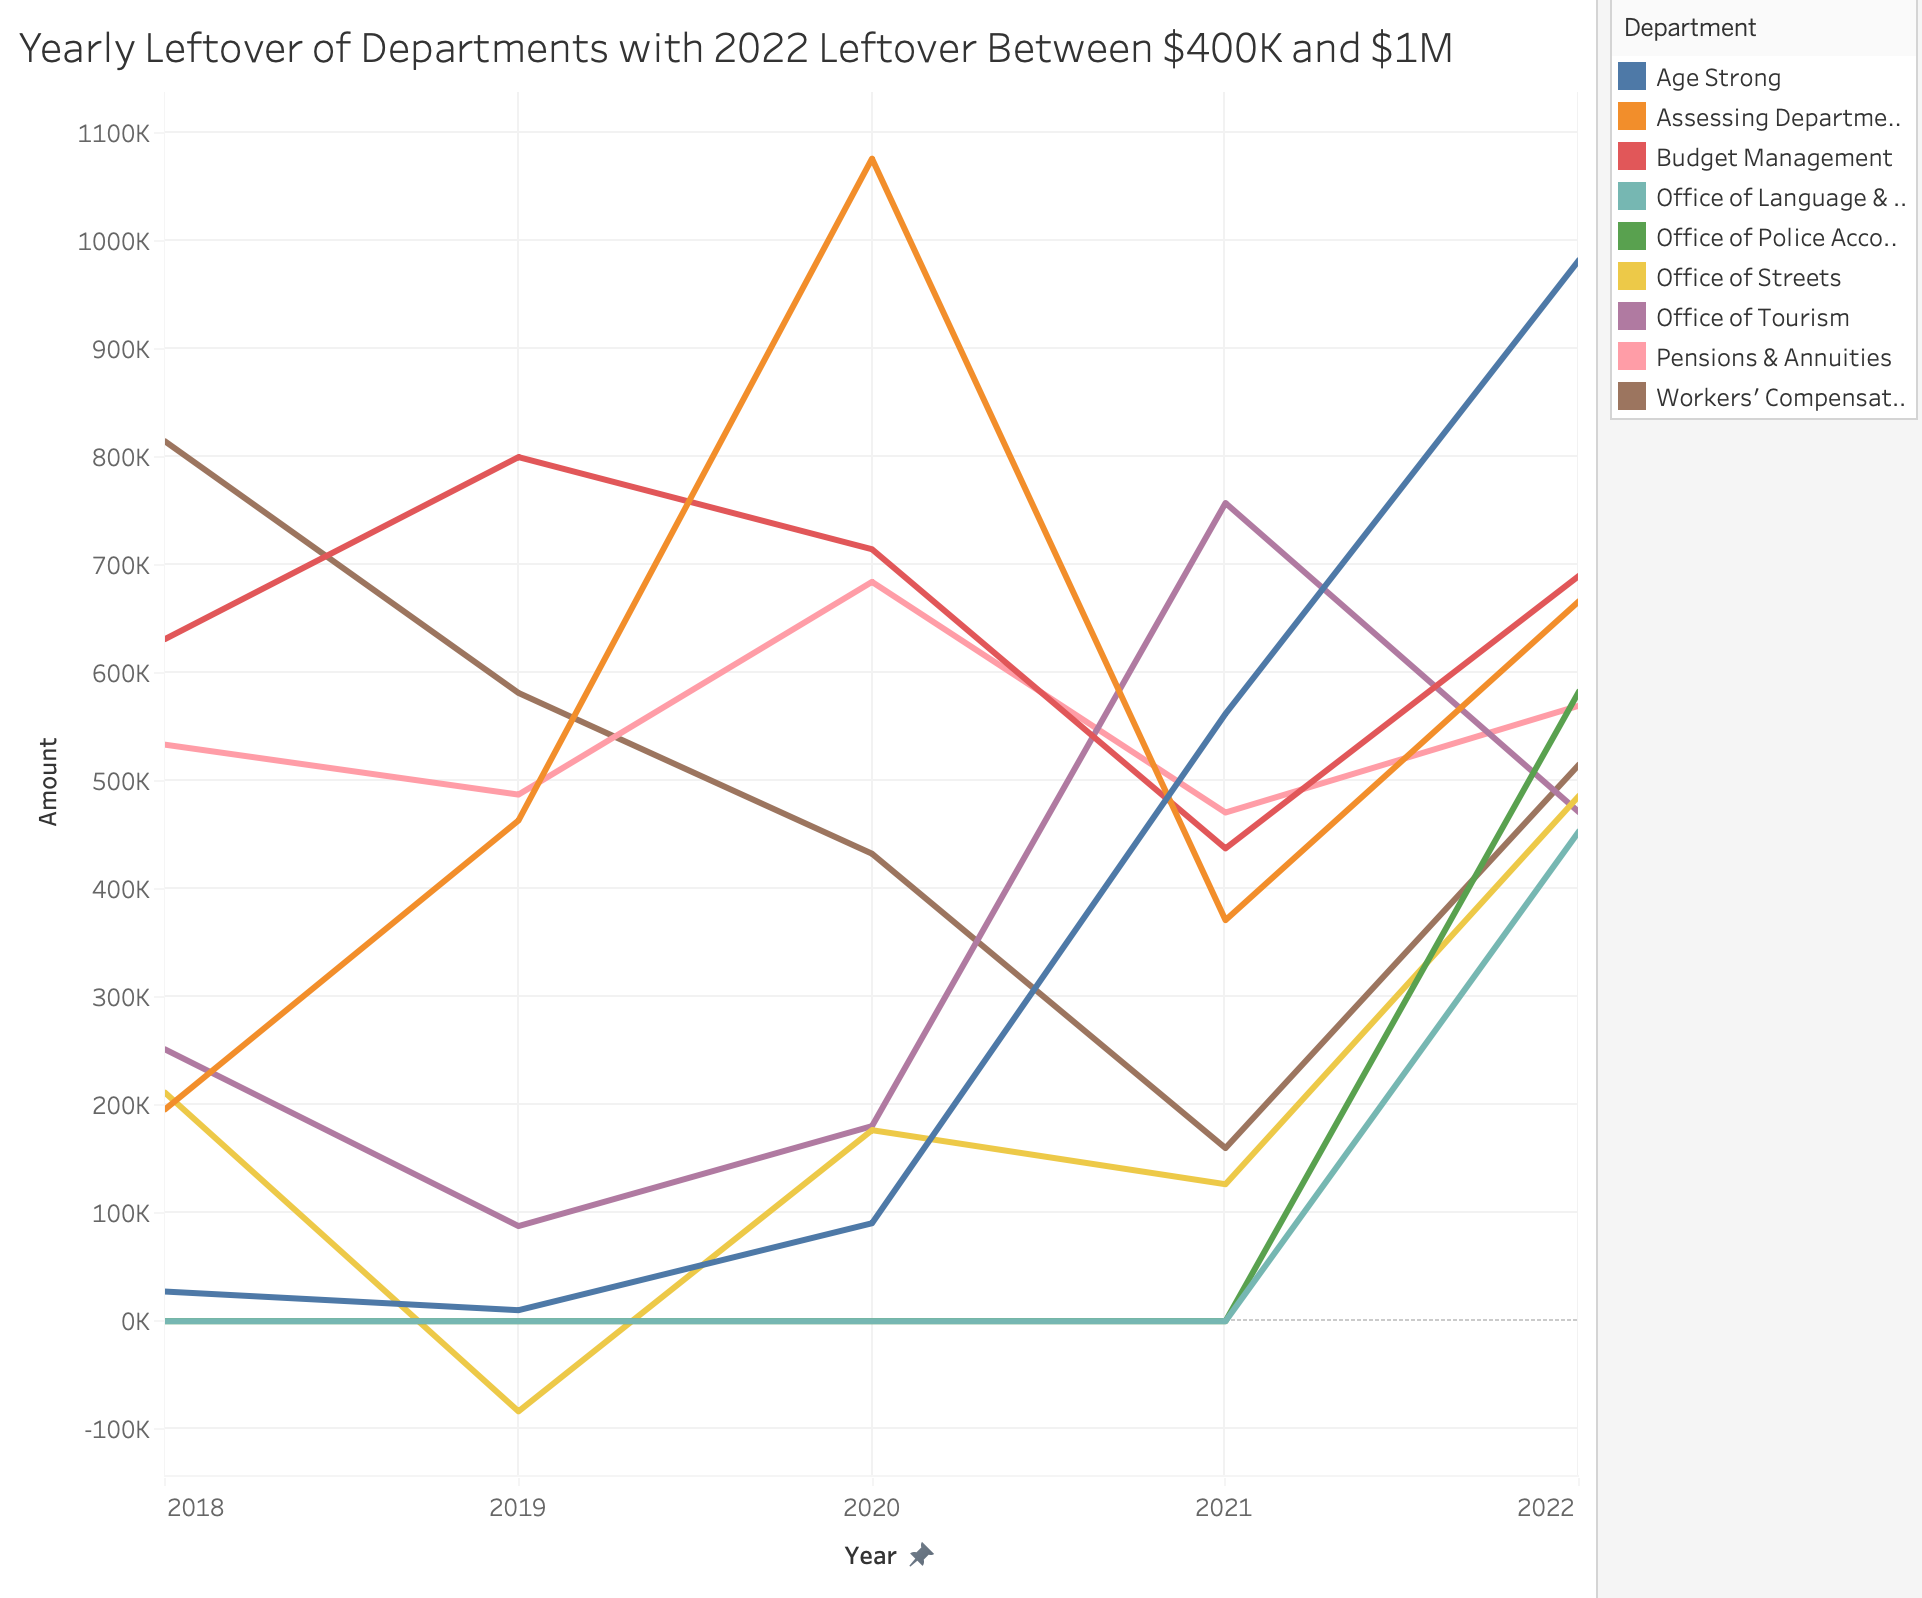 Yearly Leftover of Departments with 2022 Leftover Between $400K and $1M
Department
Age Strong
Assessing Departme..
Budget Management
Office of Language & ..
Office of Police Acco..
Office of Streets
Office of Tourism
Pensions & Annuities
Workers’ Compensat..
Amount
1100K
1000K
900K
800K
700K
600K
500K
400K
300K
200K
100K
0K
-100K
2018 2019 2020 2021 2022
Year